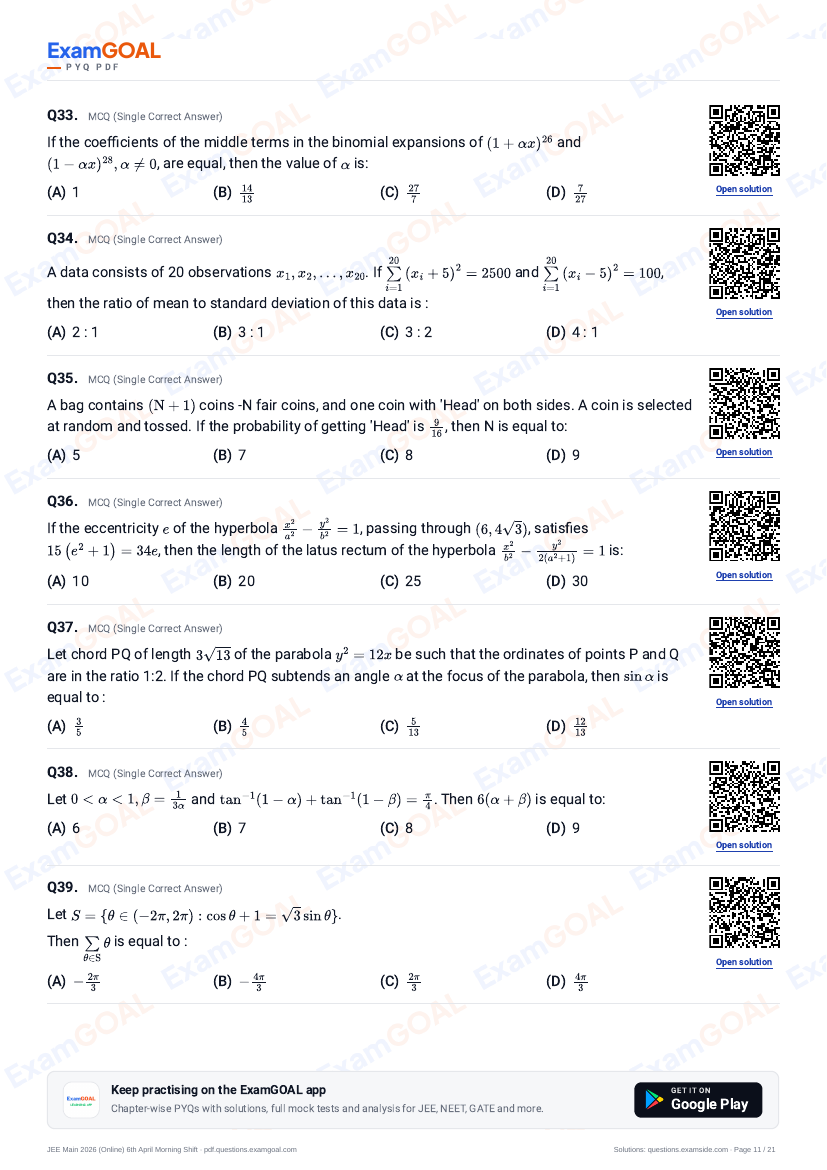 ExamGOAL
PYQ PDF
Q33. MCQ (Single Correct Answer)
If the coefficients of the middle terms in the binomial expansions of (1 + αx)^26 and
(1 − αx)^28, α ≠ 0, are equal, then the value of α is:
(A) 1 (B) 14/13 (C) 27/7 (D) 7/27
Open solution
Q34. MCQ (Single Correct Answer)
A data consists of 20 observations x_1, x_2, …, x_20. If ∑_{i=1}^{20} (x_i + 5)^2 = 2500 and ∑_{i=1}^{20} (x_i − 5)^2 = 100,
then the ratio of mean to standard deviation of this data is :
(A) 2 : 1 (B) 3 : 1 (C) 3 : 2 (D) 4 : 1
Open solution
Q35. MCQ (Single Correct Answer)
A bag contains (N + 1) coins -N fair coins, and one coin with 'Head' on both sides. A coin is selected
at random and tossed. If the probability of getting 'Head' is 9/16, then N is equal to:
(A) 5 (B) 7 (C) 8 (D) 9
Open solution
Q36. MCQ (Single Correct Answer)
If the eccentricity e of the hyperbola x^2/a^2 − y^2/b^2 = 1, passing through (6, 4√3), satisfies
15 (e^2 + 1) = 34e, then the length of the latus rectum of the hyperbola x^2/b^2 − y^2/2(a^2+1) = 1 is:
(A) 10 (B) 20 (C) 25 (D) 30
Open solution
Q37. MCQ (Single Correct Answer)
Let chord PQ of length 3√13 of the parabola y^2 = 12x be such that the ordinates of points P and Q
are in the ratio 1:2. If the chord PQ subtends an angle α at the focus of the parabola, then sin α is
equal to :
(A) 3/5 (B) 4/5 (C) 5/13 (D) 12/13
Open solution
Q38. MCQ (Single Correct Answer)
Let 0 < α < 1, β = 1/3α and tan^−1(1 − α) + tan^−1(1 − β) = π/4. Then 6(α + β) is equal to:
(A) 6 (B) 7 (C) 8 (D) 9
Open solution
Q39. MCQ (Single Correct Answer)
Let S = {θ ∈ (−2π, 2π) : cos θ + 1 = √3 sin θ}.
Then ∑_{θ∈S} θ is equal to :
(A) −2π/3 (B) −4π/3 (C) 2π/3 (D) 4π/3
Open solution
Keep practising on the ExamGOAL app
Chapter-wise PYQs with solutions, full mock tests and analysis for JEE, NEET, GATE and more.
GET IT ON
Google Play
JEE Main 2026 (Online) 6th April Morning Shift · pdf.questions.examgoal.com
Solutions: questions.examside.com · Page 11 / 21